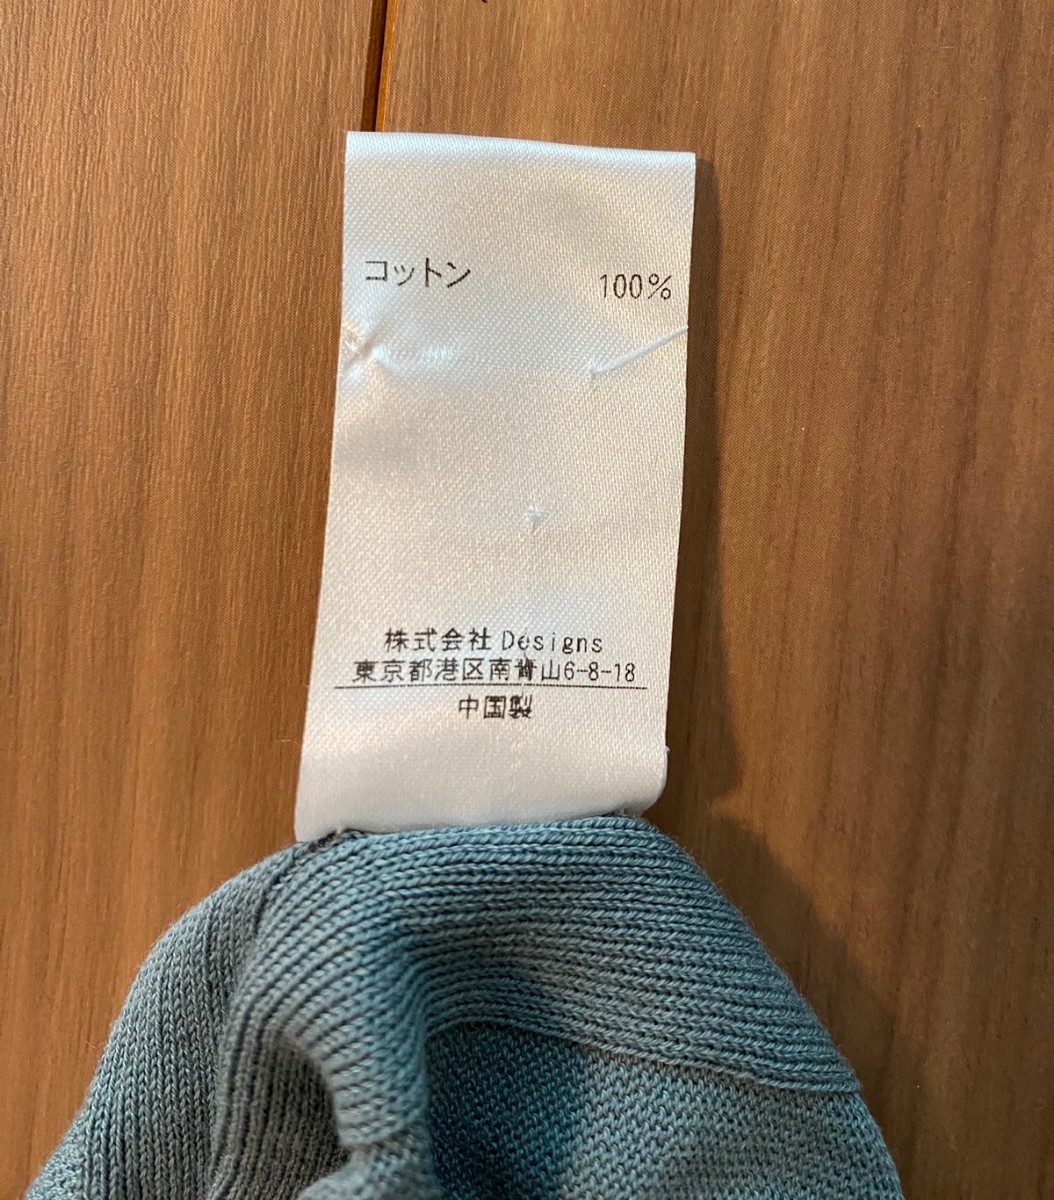 コットン 100%
株式会社 Designs
東京都港区南青山6-8-18
中国製